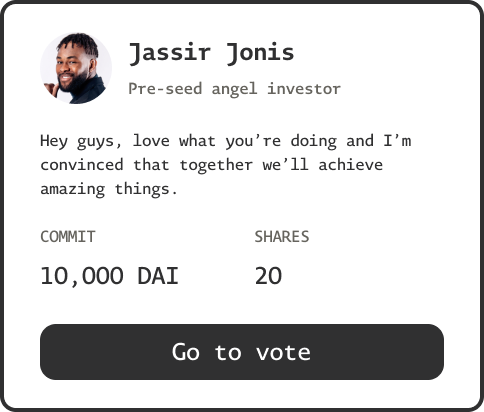 Jassir Jonis
Pre-seed angel investor
Hey guys, love what you’re doing and I’m
convinced that together we’ll achieve
amazing things.
COMMIT SHARES
10,000 DAI 20
Go to vote